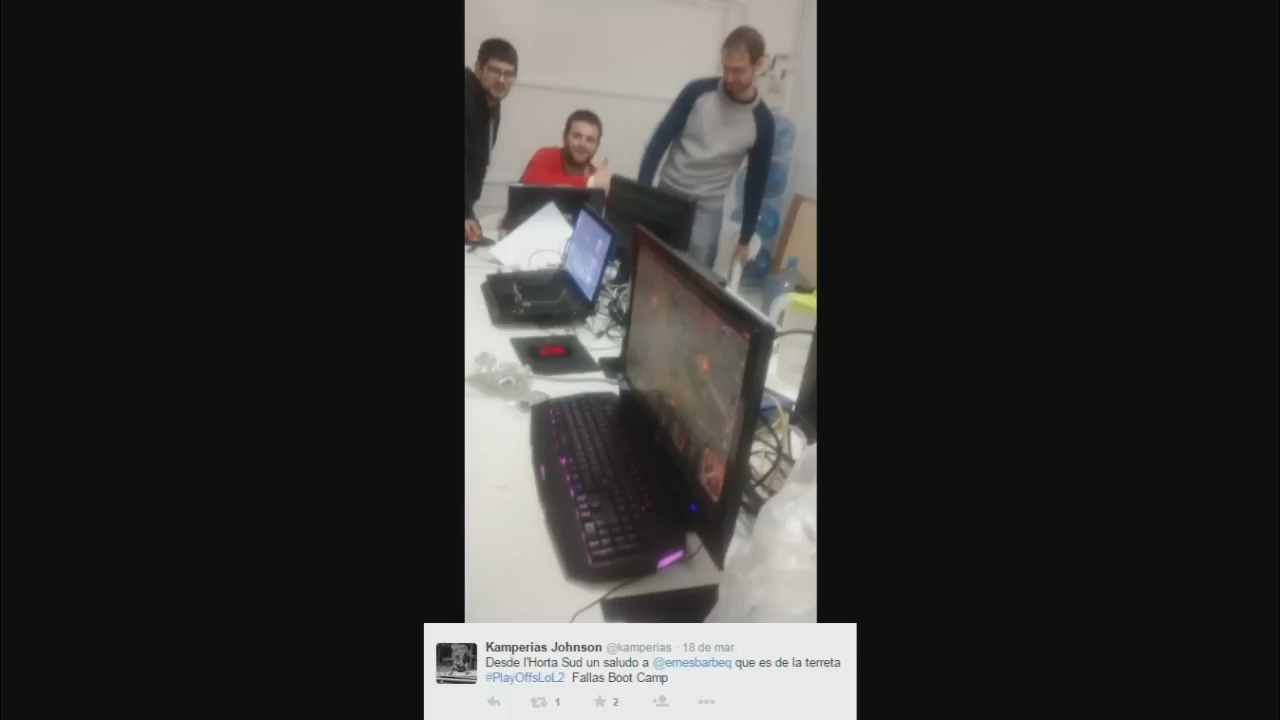 Kamperias Johnson @kamperias · 18 de mar.
Desde l'Horta Sud un saludo a @ernesbarbeq que es de la terreta
#PlayOffsLoL2 Fallas Boot Camp
1 2